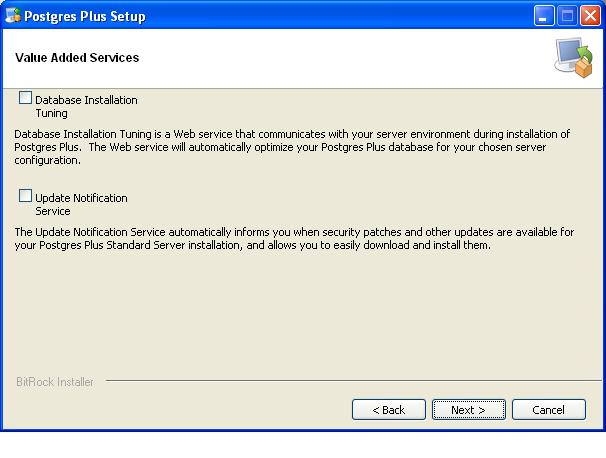 Postgres Plus Setup
Value Added Services
Database Installation
Tuning
Database Installation Tuning is a Web service that communicates with your server environment during installation of
Postgres Plus.  The Web service will automatically optimize your Postgres Plus database for your chosen server
configuration.
Update Notification
Service
The Update Notification Service automatically informs you when security patches and other updates are available for
your Postgres Plus Standard Server installation, and allows you to easily download and install them.
BitRock Installer
< Back
Next >
Cancel